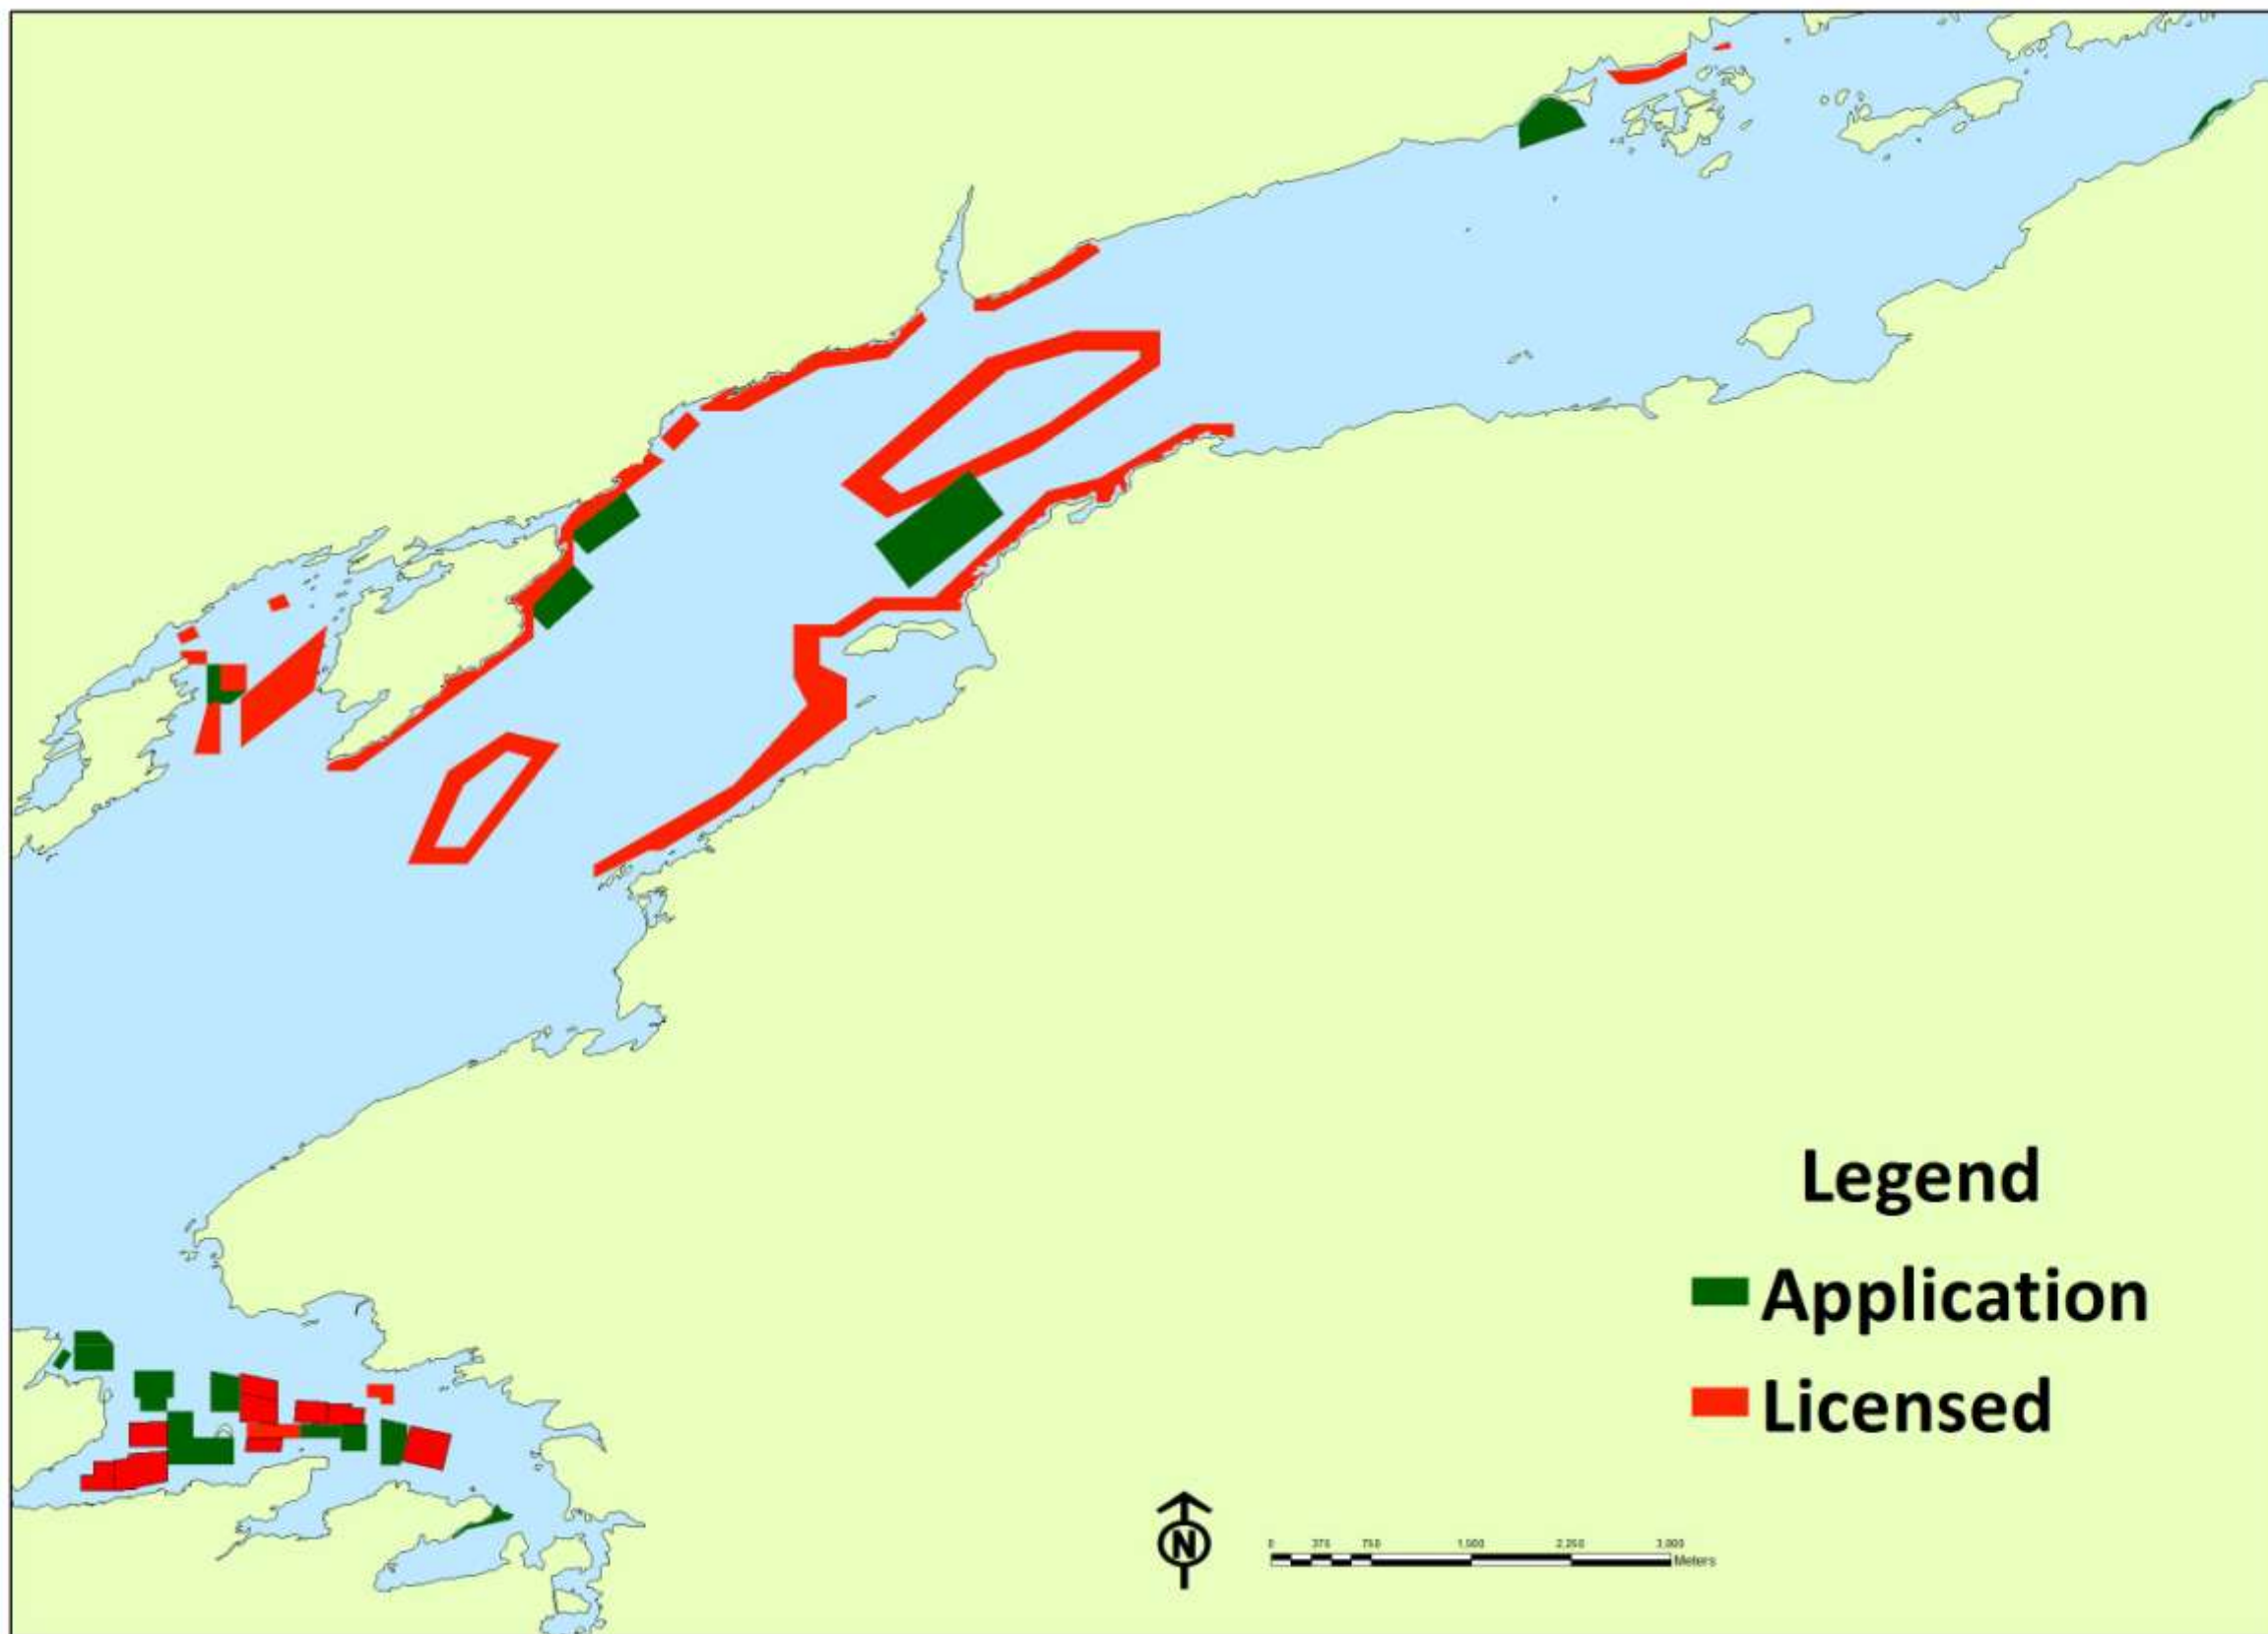 Legend
Application
Licensed
N
0 375 750 1,500 2,250 3,000
Meters